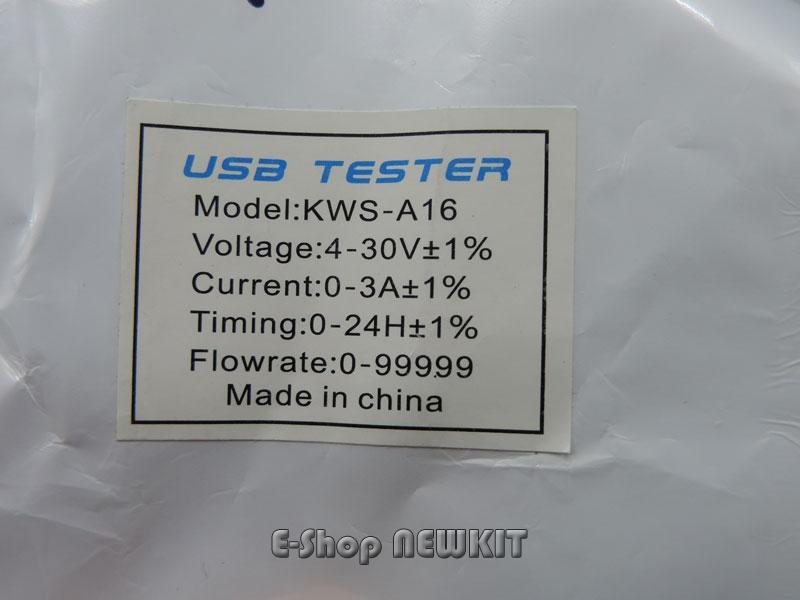 USB TESTER
Model:KWS-A16
Voltage:4-30V±1%
Current:0-3A±1%
Timing:0-24H±1%
Flowrate:0-99999
Made in china
E-Shop NEWKIT